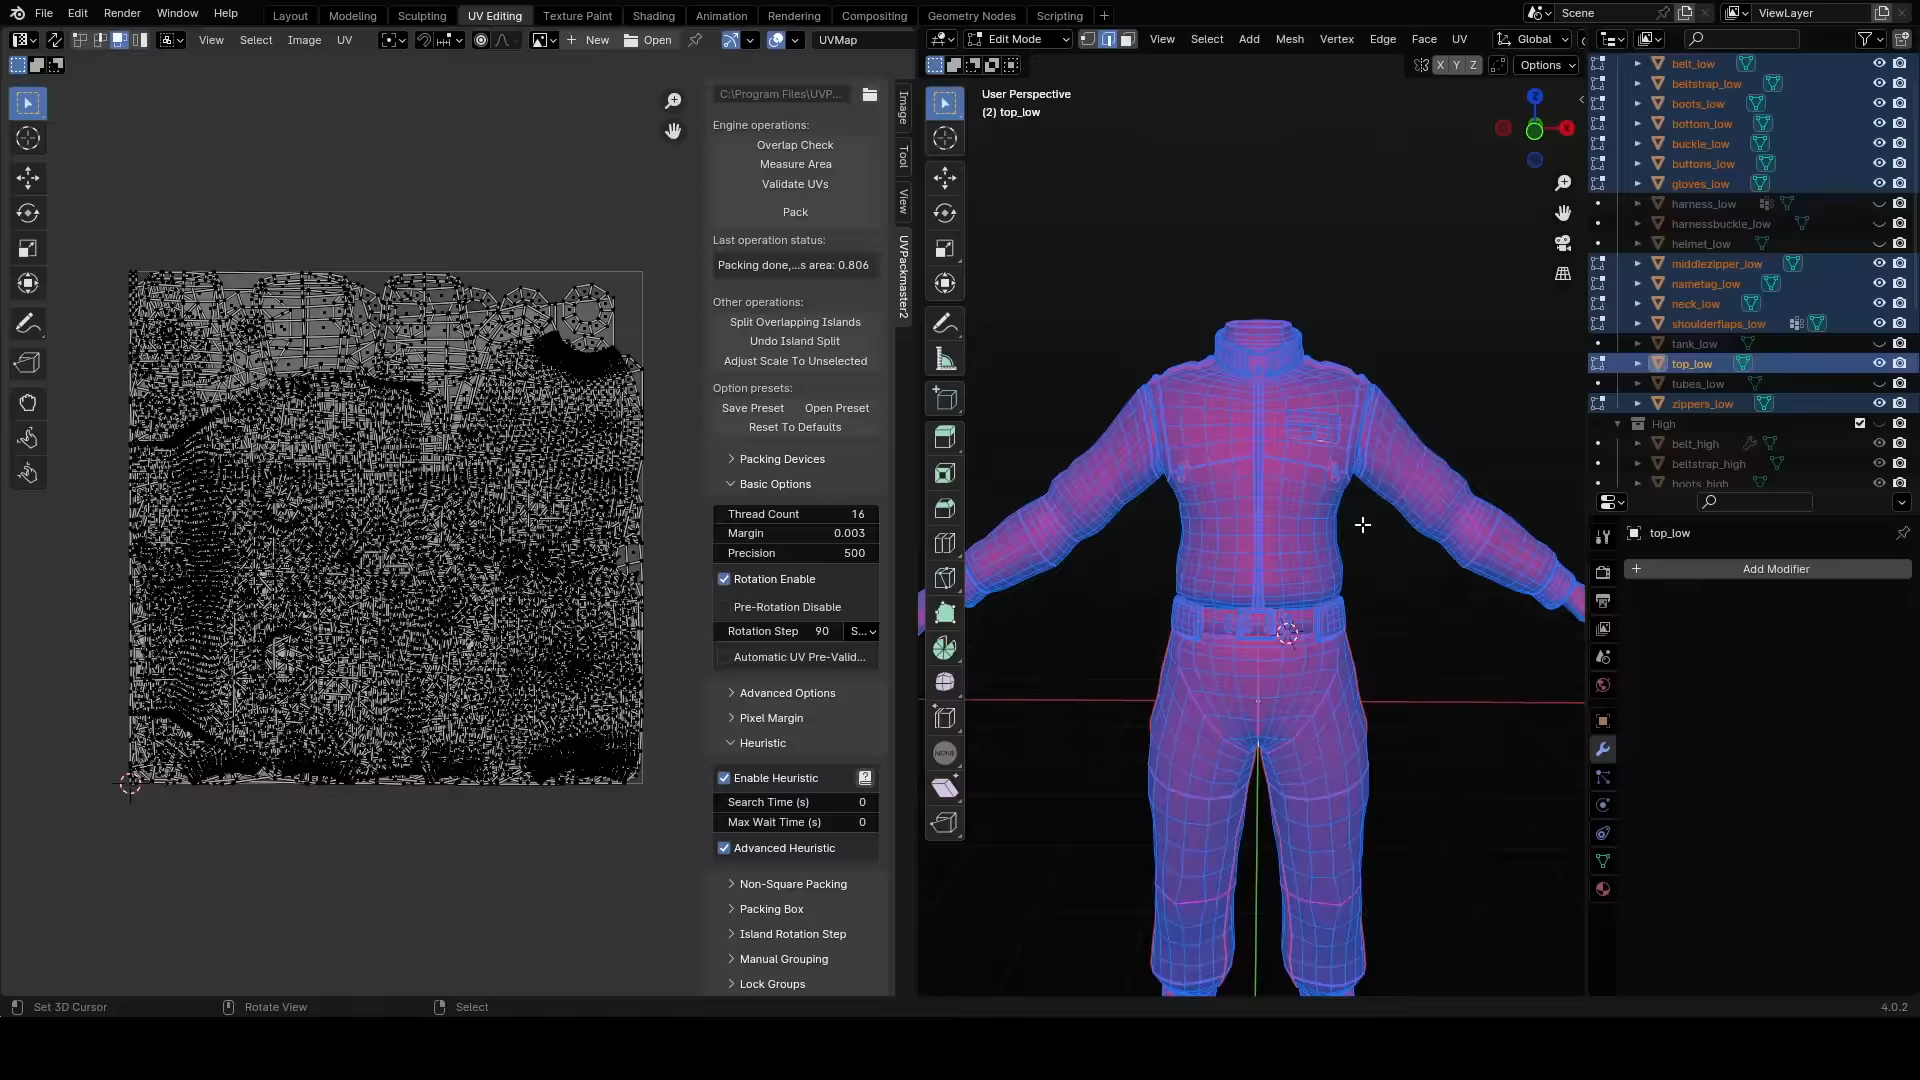 File Edit Render Window Help
Layout Modeling Sculpting UV Editing Texture Paint Shading Animation Rendering Compositing Geometry Nodes Scripting +
Scene
ViewLayer
View Select Image UV
New
Open
UVMap
Edit Mode
View Select Add Mesh Vertex Edge Face UV
Global
X Y Z
Options
C:\Program Files\UVP...
Engine operations:
Overlap Check
Measure Area
Validate UVs
Pack
Last operation status:
Packing done,...s area: 0.806
Other operations:
Split Overlapping Islands
Undo Island Split
Adjust Scale To Unselected
Option presets:
Save Preset Open Preset
Reset To Defaults
Packing Devices
Basic Options
Thread Count 16
Margin 0.003
Precision 500
Rotation Enable
Pre-Rotation Disable
Rotation Step 90 S...
Automatic UV Pre-Valid...
Advanced Options
Pixel Margin
Heuristic
Enable Heuristic
Search Time (s) 0
Max Wait Time (s) 0
Advanced Heuristic
Non-Square Packing
Packing Box
Island Rotation Step
Manual Grouping
Lock Groups
Image
Tool
View
UVPackmaster2
User Perspective
(2) top_low
Z
X
NONE
belt_low
beltstrap_low
boots_low
bottom_low
buckle_low
buttons_low
gloves_low
harness_low
harnessbuckle_low
helmet_low
middlezipper_low
nametag_low
neck_low
shoulderflaps_low
tank_low
top_low
tubes_low
zippers_low
High
belt_high
beltstrap_high
boots_high
top_low
Add Modifier
Set 3D Cursor
Rotate View
Select
4.0.2